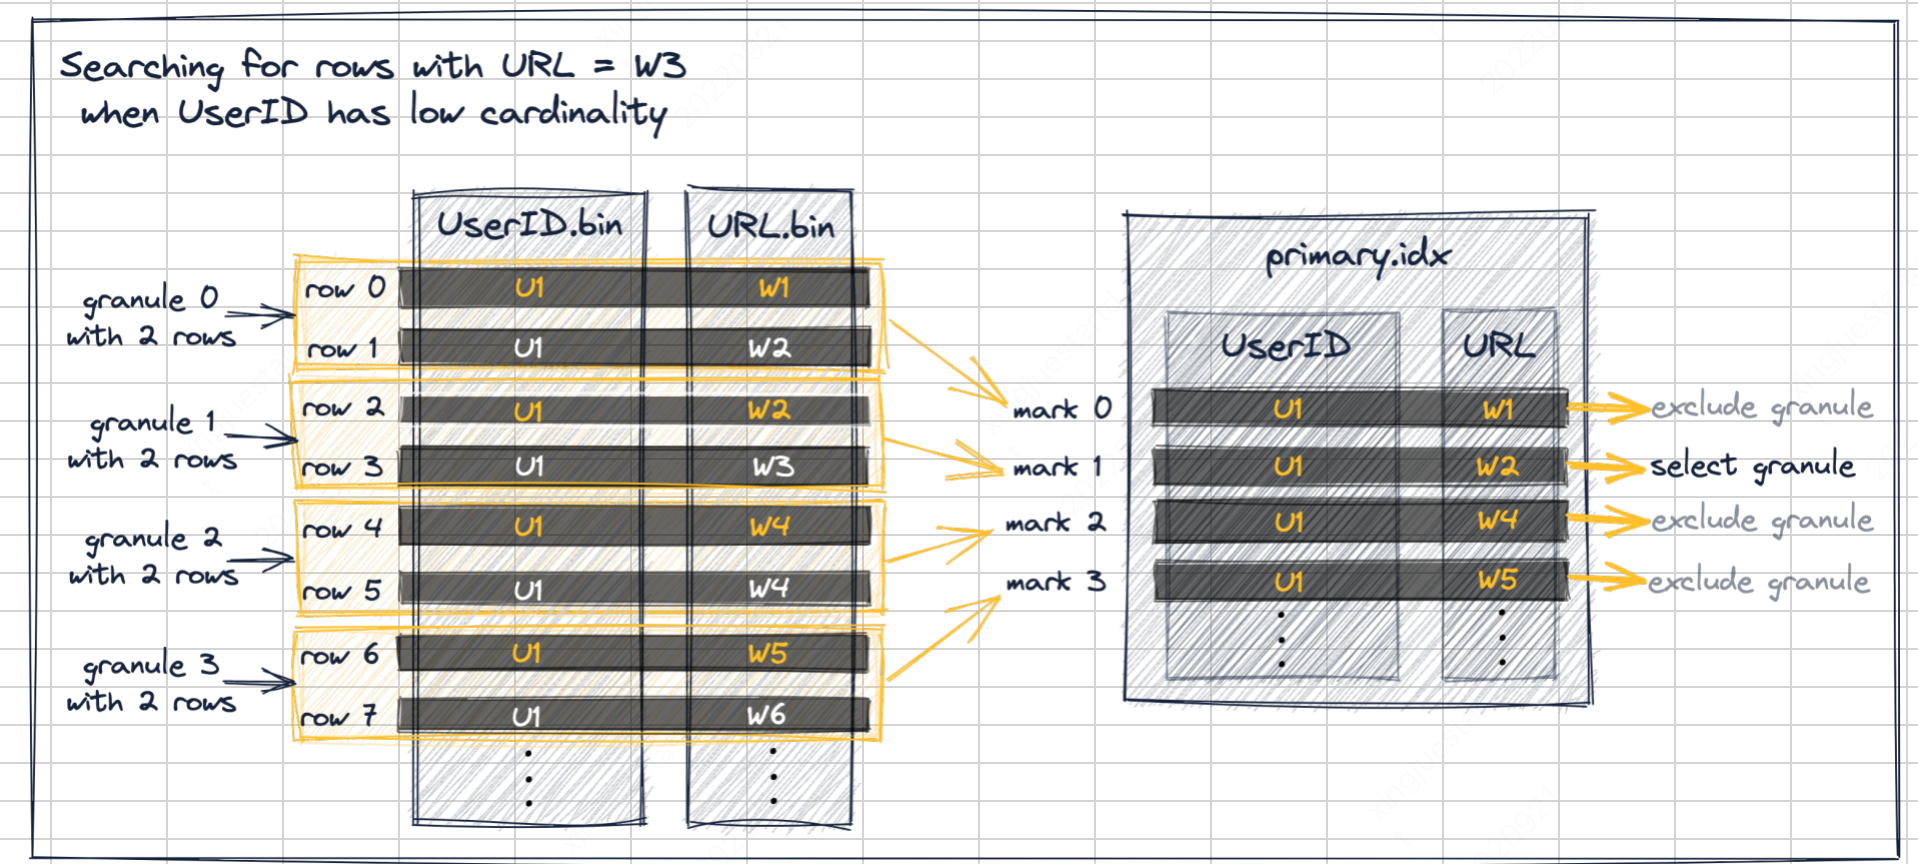 Searching for rows with URL = W3
when UserID has low cardinality
UserID.bin URL.bin
primary.idx
UserID URL
granule 0
with 2 rows
row 0 U1 W1
row 1 U1 W2
granule 1
with 2 rows
row 2 U1 W2
row 3 U1 W3
granule 2
with 2 rows
row 4 U1 W4
row 5 U1 W4
granule 3
with 2 rows
row 6 U1 W5
row 7 U1 W6
mark 0 U1 W1 exclude granule
mark 1 U1 W2 select granule
mark 2 U1 W4 exclude granule
mark 3 U1 W5 exclude granule